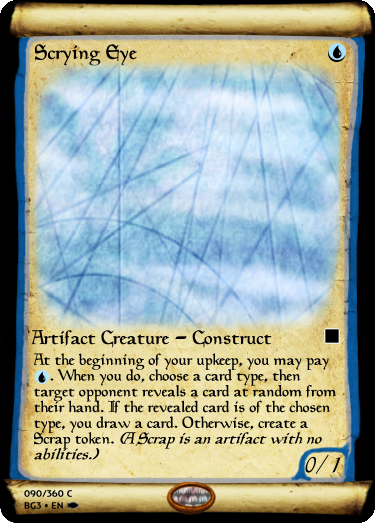 Scrying Eye
Artifact Creature – Construct
At the beginning of your upkeep, you may pay
. When you do, choose a card type, then
target opponent reveals a card at random from
their hand. If the revealed card is of the chosen
type, you draw a card. Otherwise, create a
Scrap token. (A Scrap is an artifact with no
abilities.)
0/1
090/360 C
BG3 • EN